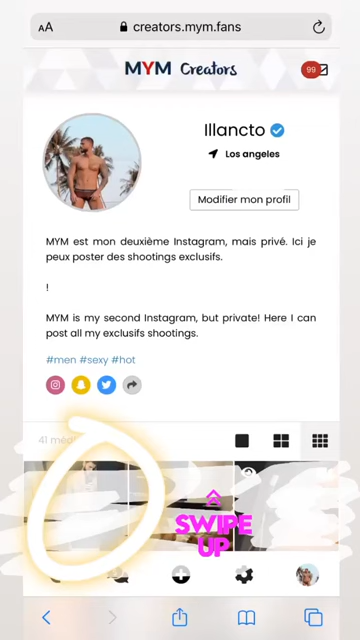 AA creators.mym.fans
MYM Creators
99
Illancto
Los angeles
Modifier mon profil
MYM est mon deuxième Instagram, mais privé. Ici je
peux poster des shootings exclusifs.
!
MYM is my second Instagram, but private! Here I can
post all my exclusifs shootings.
#men #sexy #hot
41 médi
SWIPE
UP